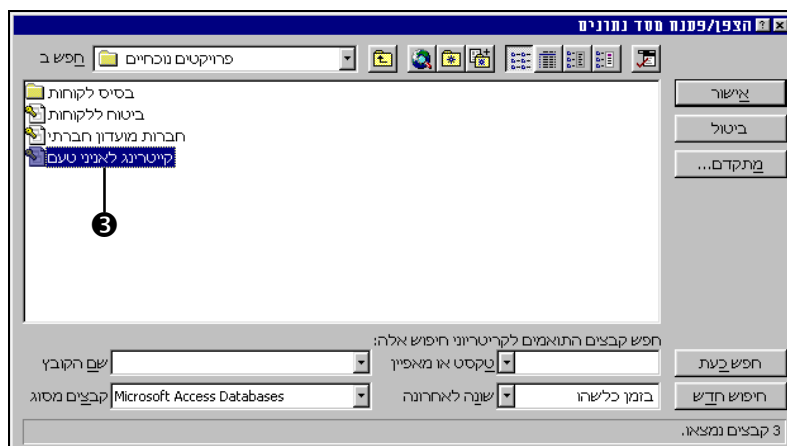 הצפן/פענח מסד נתונים
חפש ב
פרויקטים נוכחיים
בסיס לקוחות
ביטוח ללקוחות
חברות מועדון חברתי
קייטרינג לאניני טעם
3
אישור
ביטול
מתקדם...
חפש קבצים התואמים לקריטריוני חיפוש אלה:
שם הקובץ
טקסט או מאפיין
חפש כעת
קבצים מסוג
Microsoft Access Databases
שונה לאחרונה
בזמן כלשהו
חיפוש חדש
3 קבצים נמצאו.